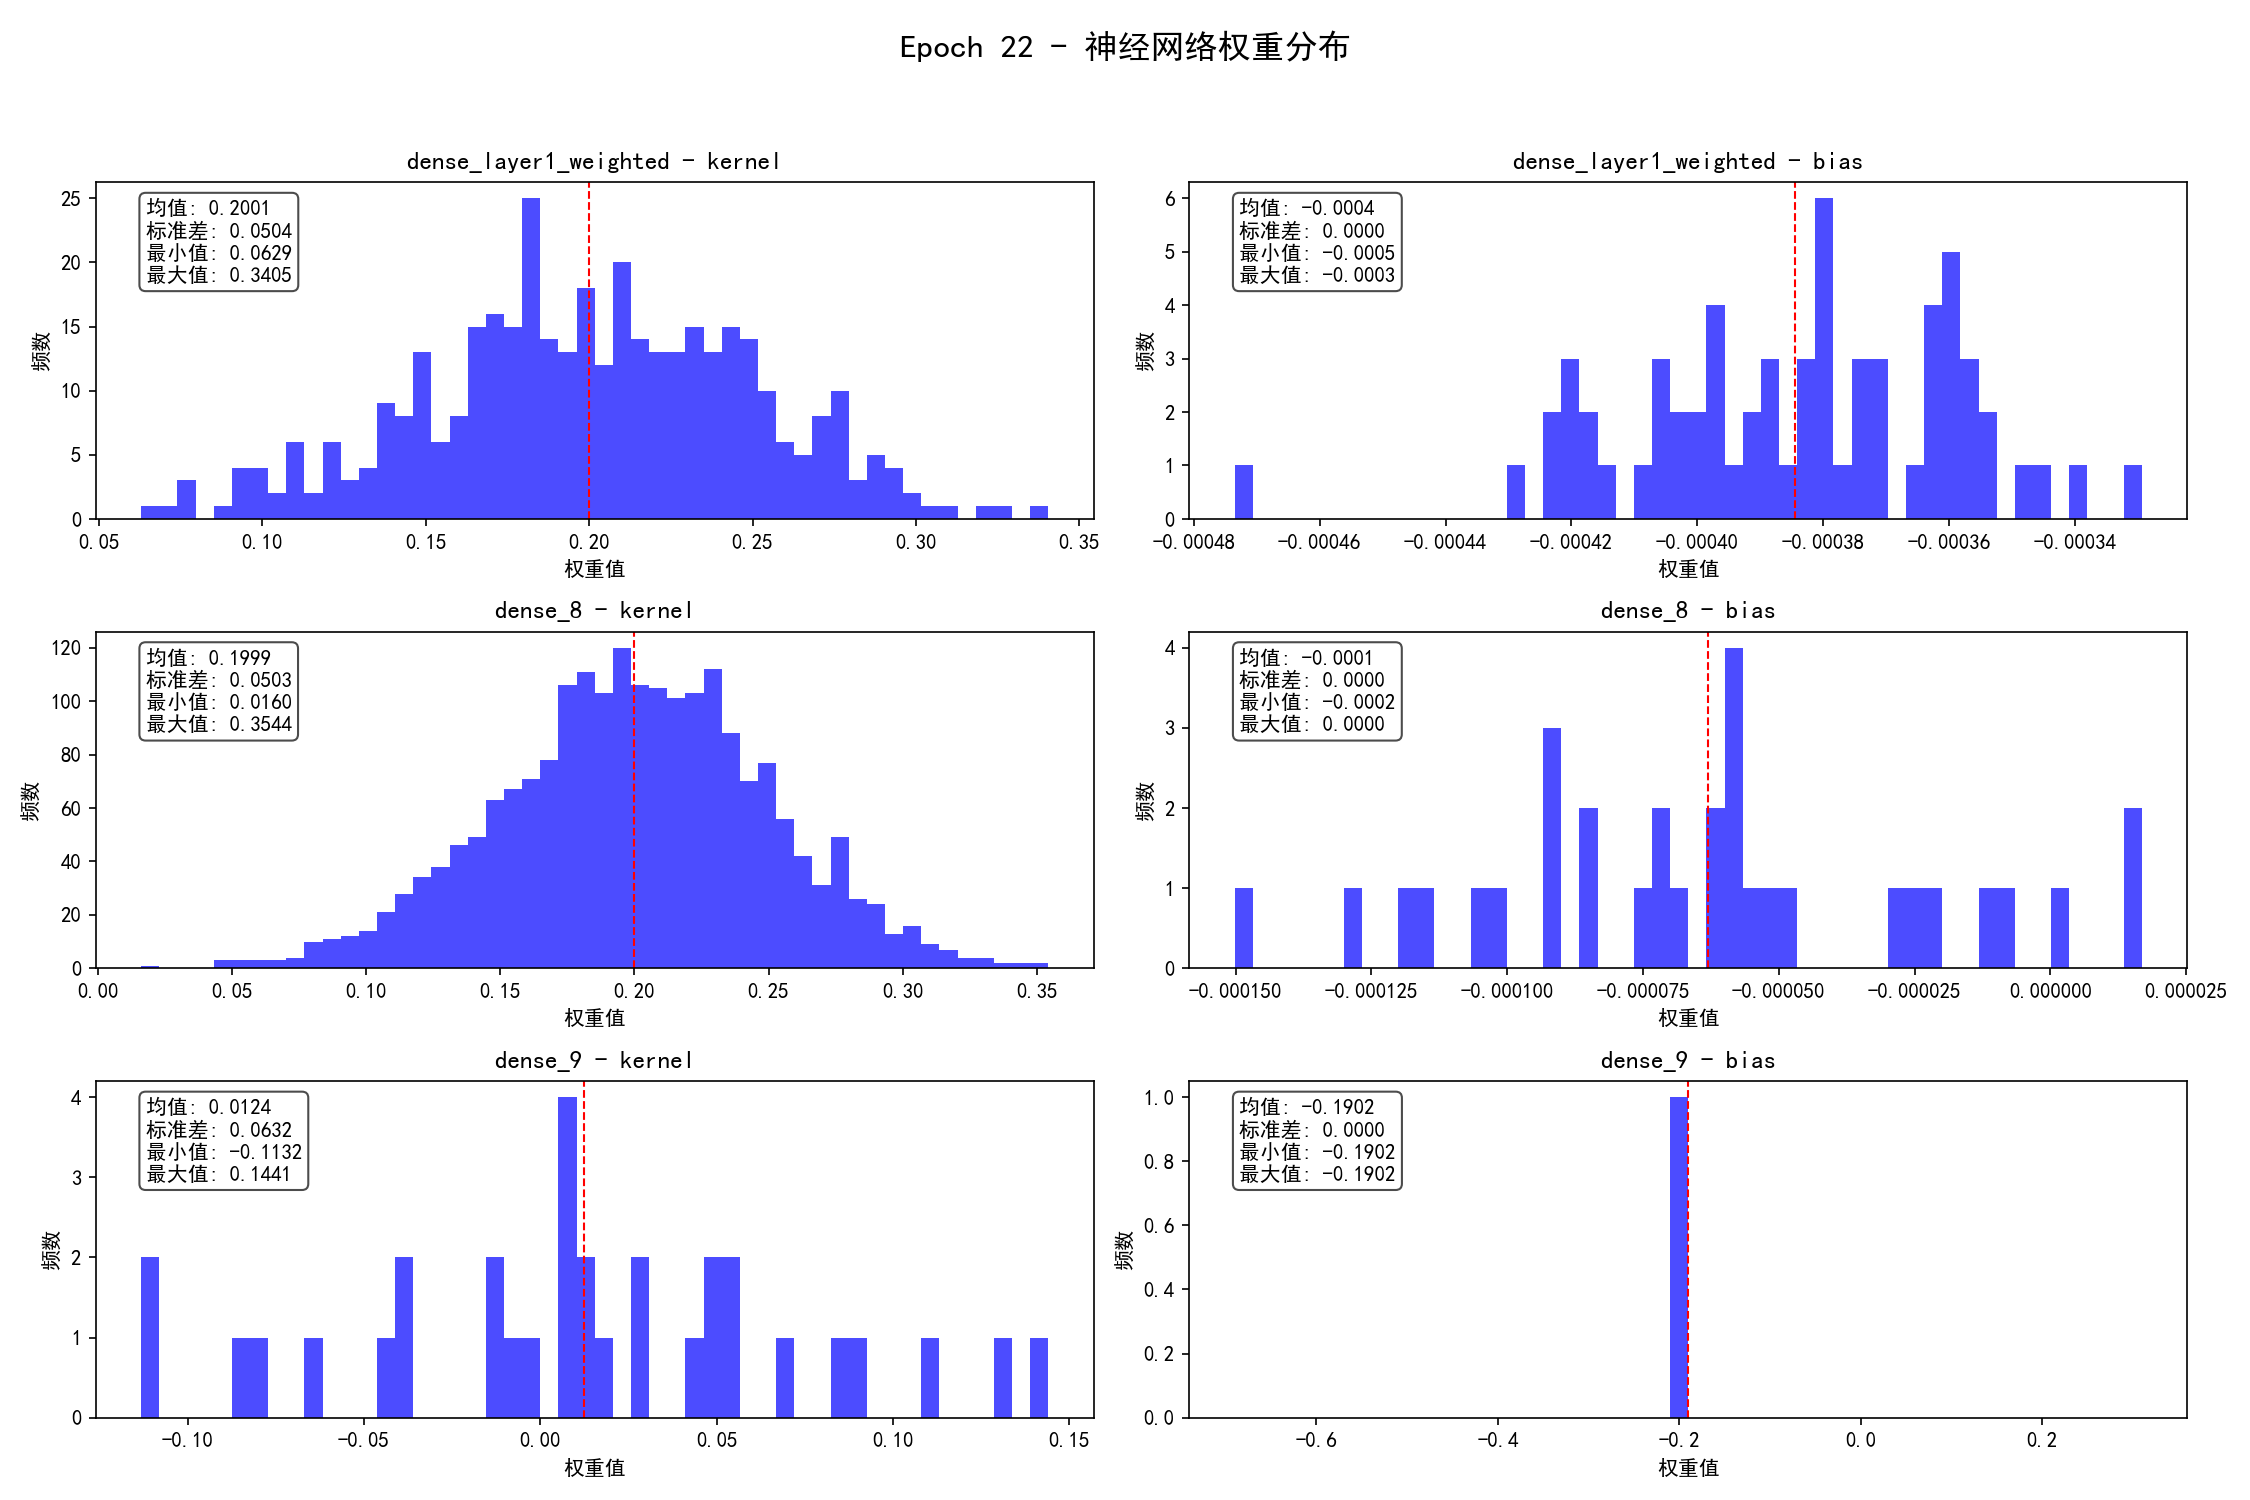 Epoch 22 - 神经网络权重分布
dense_layer1_weighted - kernel
均值: 0.2001
标准差: 0.0504
最小值: 0.0629
最大值: 0.3405
频数
25
20
15
10
5
0
0.05 0.10 0.15 0.20 0.25 0.30 0.35
权重值
dense_layer1_weighted - bias
均值: -0.0004
标准差: 0.0000
最小值: -0.0005
最大值: -0.0003
频数
6
5
4
3
2
1
0
-0.00048 -0.00046 -0.00044 -0.00042 -0.00040 -0.00038 -0.00036 -0.00034
权重值
dense_8 - kernel
均值: 0.1999
标准差: 0.0503
最小值: 0.0160
最大值: 0.3544
频数
120
100
80
60
40
20
0
0.00 0.05 0.10 0.15 0.20 0.25 0.30 0.35
权重值
dense_8 - bias
均值: -0.0001
标准差: 0.0000
最小值: -0.0002
最大值: 0.0000
频数
4
3
2
1
0
-0.000150 -0.000125 -0.000100 -0.000075 -0.000050 -0.000025 0.000000 0.000025
权重值
dense_9 - kernel
均值: 0.0124
标准差: 0.0632
最小值: -0.1132
最大值: 0.1441
频数
4
3
2
1
0
-0.10 -0.05 0.00 0.05 0.10 0.15
权重值
dense_9 - bias
均值: -0.1902
标准差: 0.0000
最小值: -0.1902
最大值: -0.1902
频数
1.0
0.8
0.6
0.4
0.2
0.0
-0.6 -0.4 -0.2 0.0 0.2
权重值